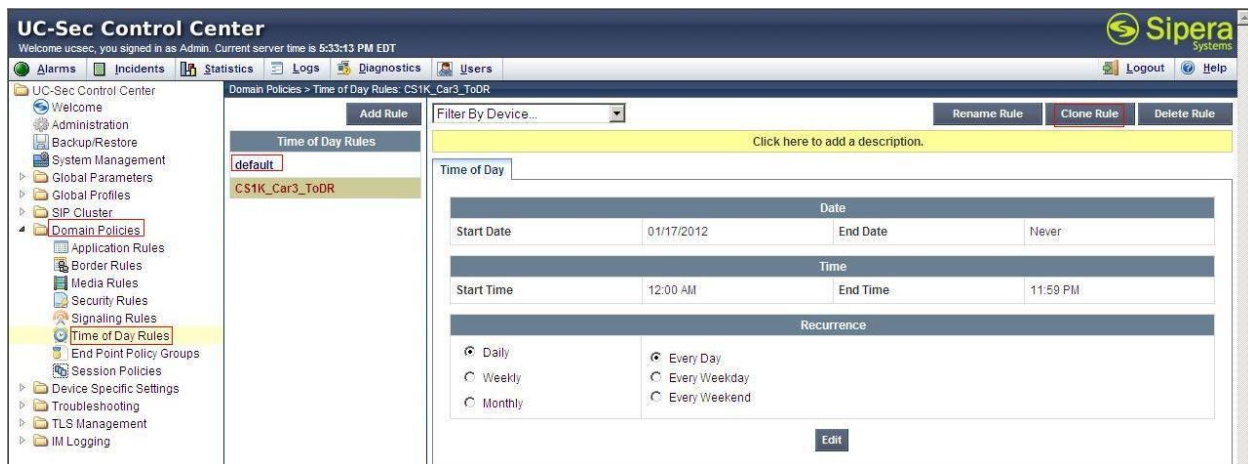 UC-Sec Control Center
Welcome ucsec, you signed in as Admin. Current server time is 5:33:13 PM EDT
Sipera
Systems
Alarms Incidents Statistics Logs Diagnostics Users Logout Help
UC-Sec Control Center
Welcome
Administration
Backup/Restore
System Management
Global Parameters
Global Profiles
SIP Cluster
Domain Policies
Application Rules
Border Rules
Media Rules
Security Rules
Signaling Rules
Time of Day Rules
End Point Policy Groups
Session Policies
Device Specific Settings
Troubleshooting
TLS Management
IM Logging
Domain Policies > Time of Day Rules: CS1K_Car3_ToDR
Add Rule
Time of Day Rules
default
CS1K_Car3_ToDR
Filter By Device... Rename Rule Clone Rule Delete Rule
Click here to add a description.
Time of Day
Date
Start Date 01/17/2012 End Date Never
Time
Start Time 12:00 AM End Time 11:59 PM
Recurrence
Daily
Weekly
Monthly
Every Day
Every Weekday
Every Weekend
Edit